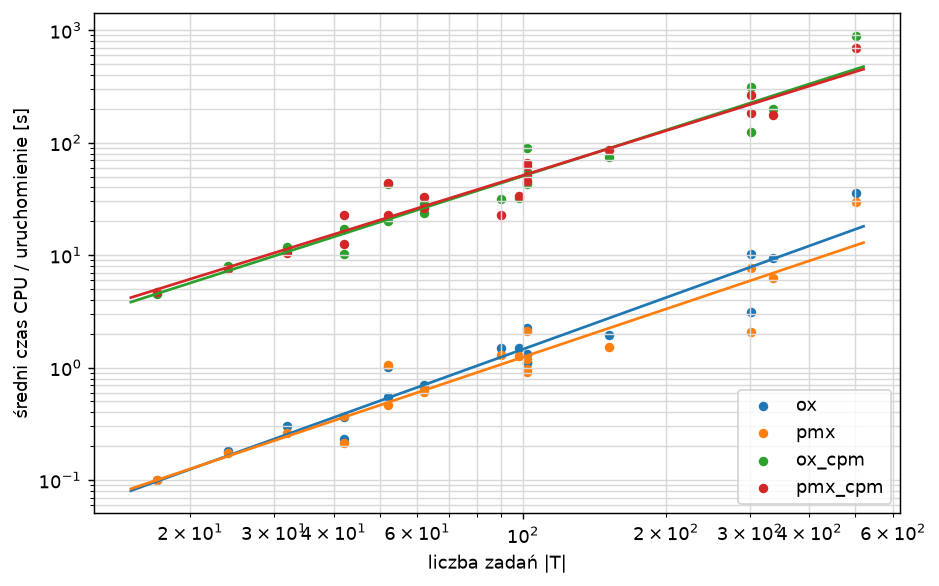 średni czas CPU / uruchomienie [s]
10³
10²
10¹
10⁰
10⁻¹
ox
pmx
ox_cpm
pmx_cpm
2 × 10¹ 3 × 10¹ 4 × 10¹ 6 × 10¹ 10² 2 × 10² 3 × 10² 4 × 10² 6 × 10²
liczba zadań |T|